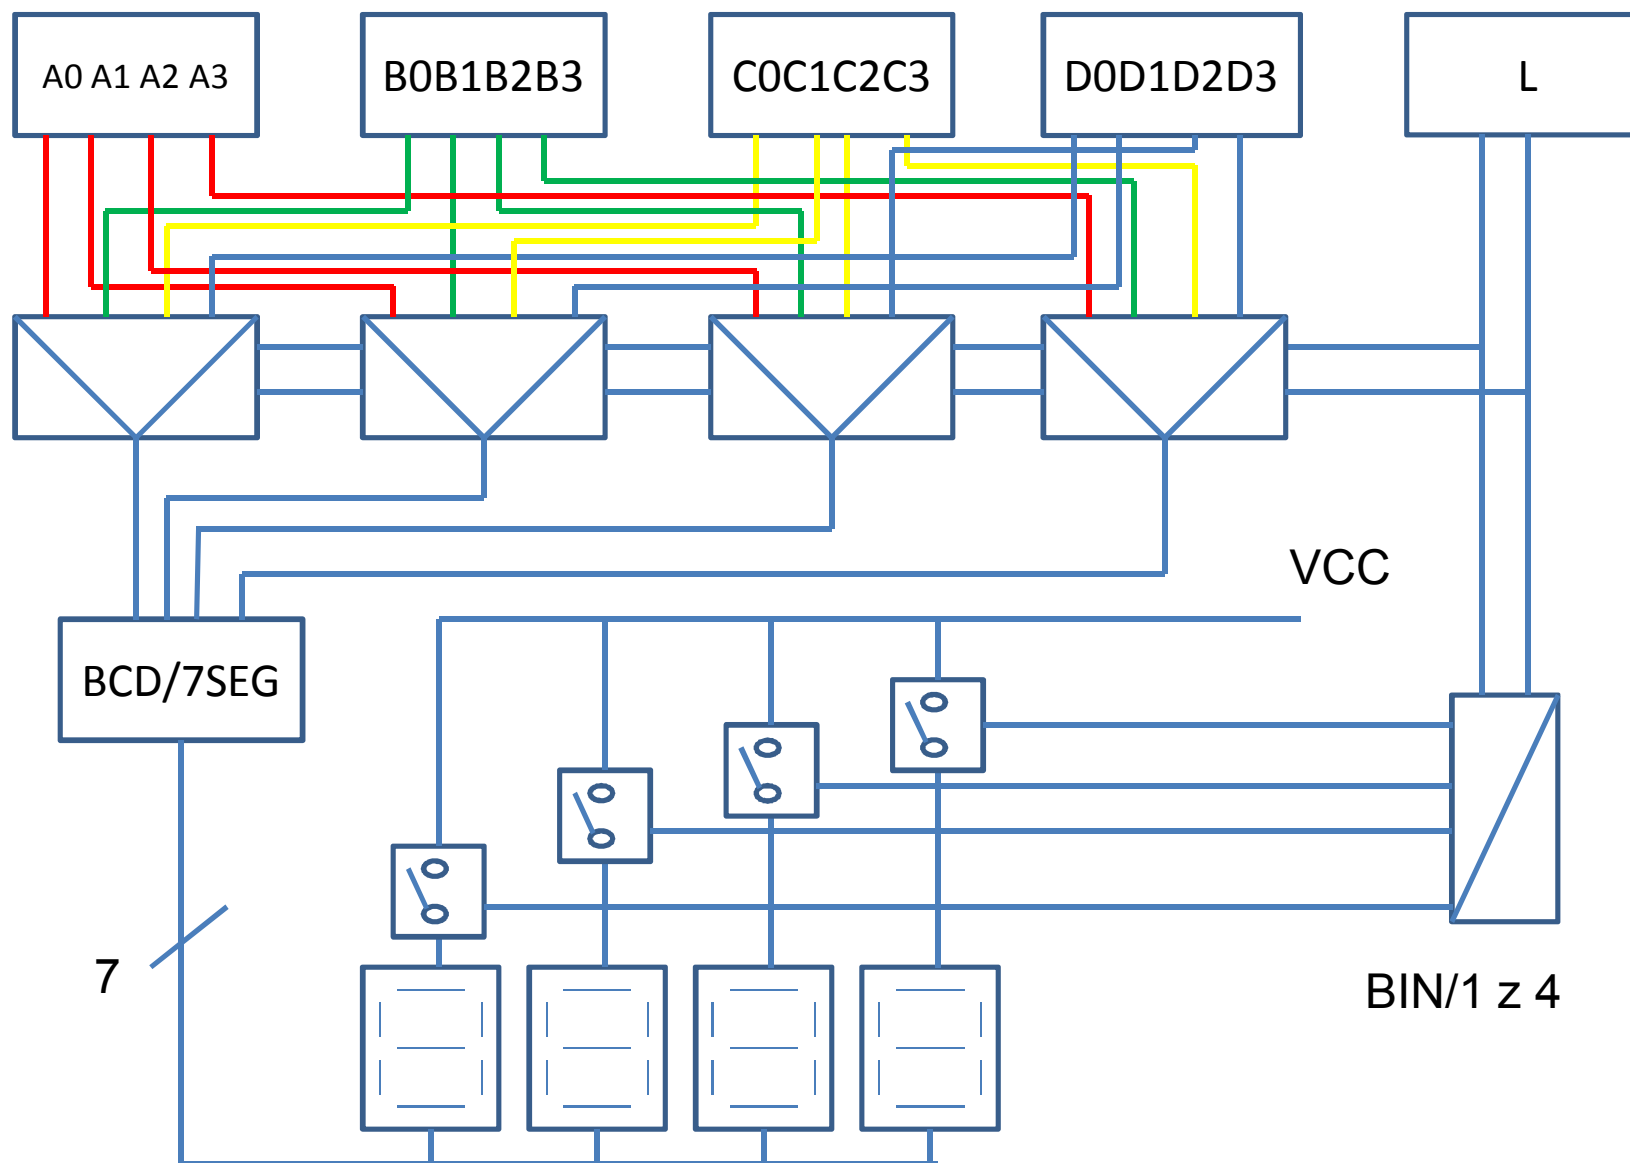 A0 A1 A2 A3
B0B1B2B3
C0C1C2C3
D0D1D2D3
L
VCC
BCD/7SEG
7
BIN/1 z 4